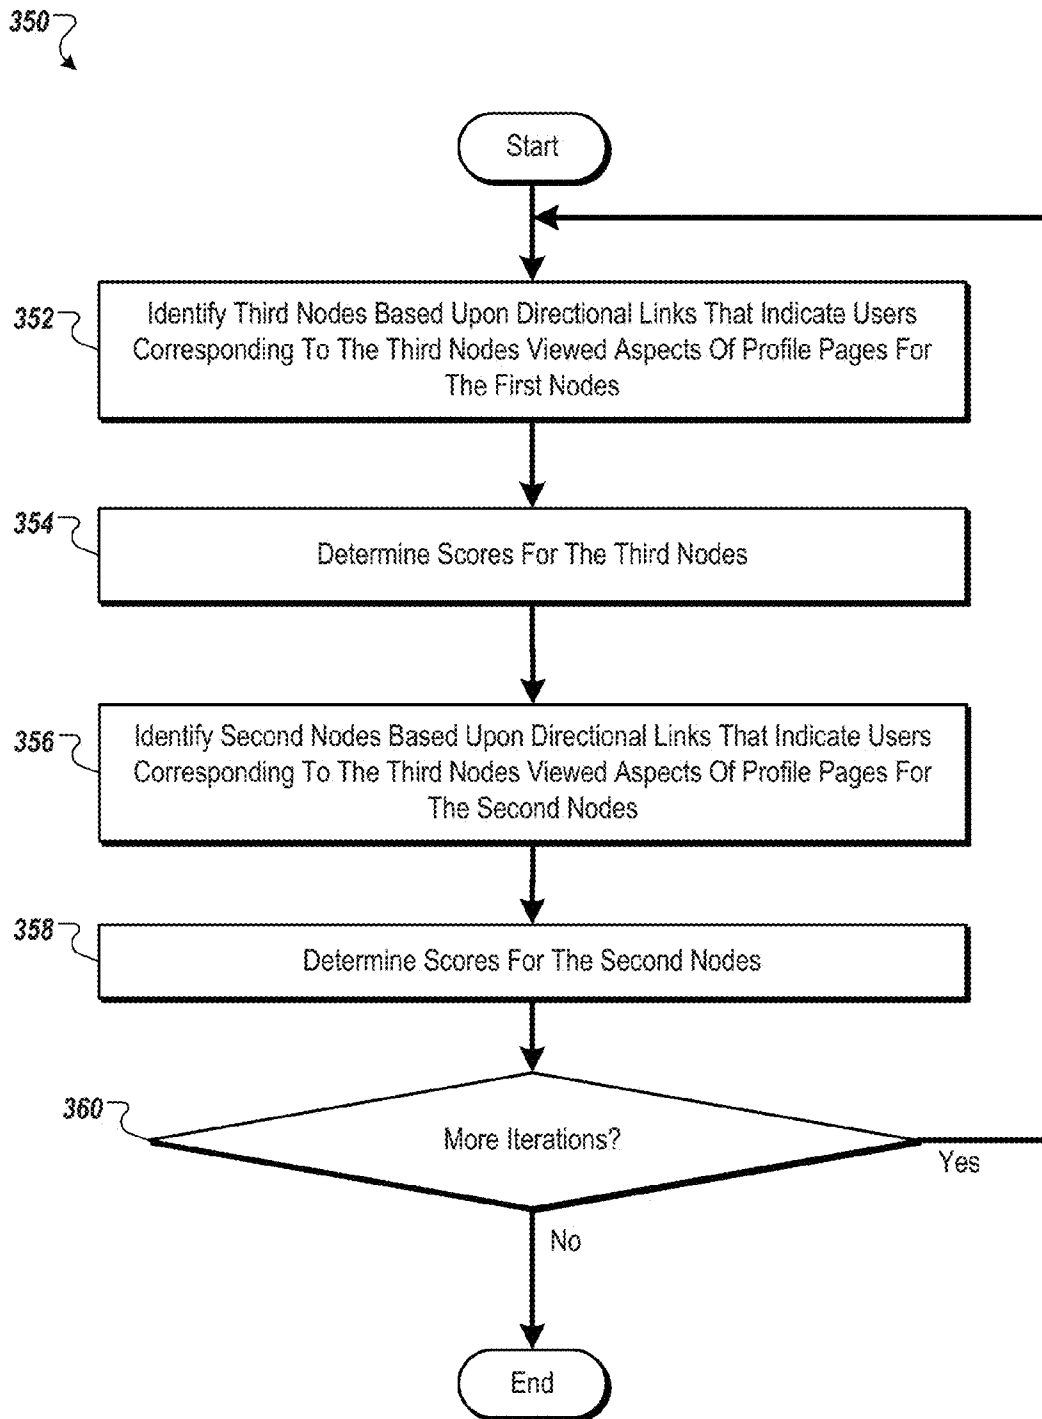 350
Start
352
Identify Third Nodes Based Upon Directional Links That Indicate Users
Corresponding To The Third Nodes Viewed Aspects Of Profile Pages For
The First Nodes
354
Determine Scores For The Third Nodes
356
Identify Second Nodes Based Upon Directional Links That Indicate Users
Corresponding To The Third Nodes Viewed Aspects Of Profile Pages For
The Second Nodes
358
Determine Scores For The Second Nodes
360
More Iterations?
Yes
No
End